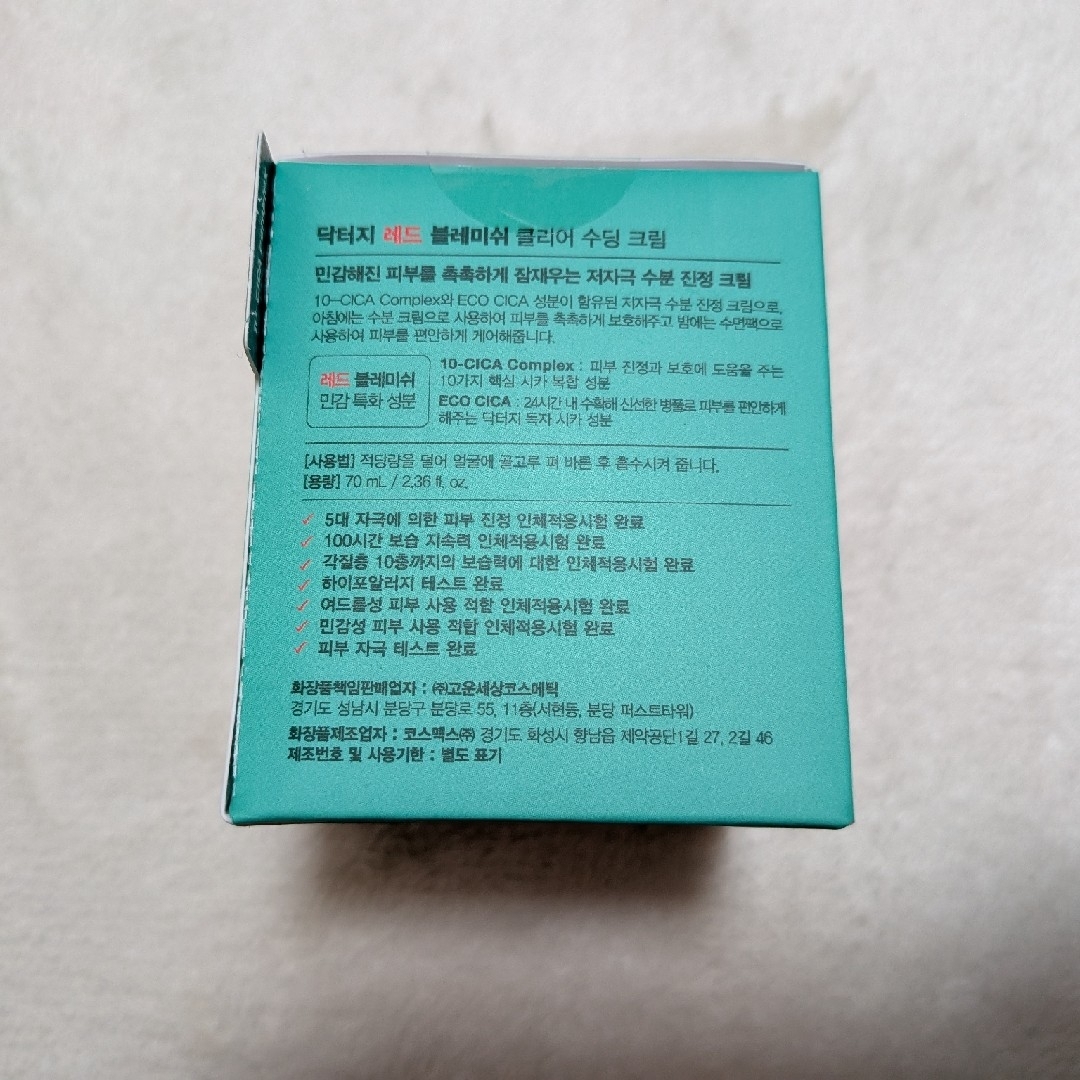 닥터지 레드 블레미쉬 클리어 수딩 크림
민감해진 피부를 촉촉하게 잠재우는 저자극 수분 진정 크림
10-CICA Complex와 ECO CICA 성분이 함유된 저자극 수분 진정 크림으로,
아침에는 수분 크림으로 사용하여 피부를 촉촉하게 보호해주고 밤에는 수면팩으로
사용하여 피부를 편안하게 케어해줍니다.
레드 블레미쉬
민감 특화 성분
10-CICA Complex : 피부 진정과 보호에 도움을 주는
10가지 핵심 시카 복합 성분
ECO CICA : 24시간 내 수확해 신선한 병풀로 피부를 편안하게
해주는 닥터지 독자 시카 성분
[사용법] 적당량을 덜어 얼굴에 골고루 펴 바른 후 흡수시켜 줍니다.
[용량] 70 mL / 2.36 fl. oz.
✓ 5대 자극에 의한 피부 진정 인체적용시험 완료
✓ 100시간 보습 지속력 인체적용시험 완료
✓ 각질층 10층까지의 보습력에 대한 인체적용시험 완료
✓ 하이포알러지 테스트 완료
✓ 여드름성 피부 사용 적합 인체적용시험 완료
✓ 민감성 피부 사용 적합 인체적용시험 완료
✓ 피부 자극 테스트 완료
화장품책임판매업자 : ㈜고운세상코스메틱
경기도 성남시 분당구 분당로 55, 11층(서현동, 분당 퍼스트타워)
화장품제조업자 : 코스맥스㈜ 경기도 화성시 향남읍 제약공단1길 27, 2길 46
제조번호 및 사용기한 : 별도 표기